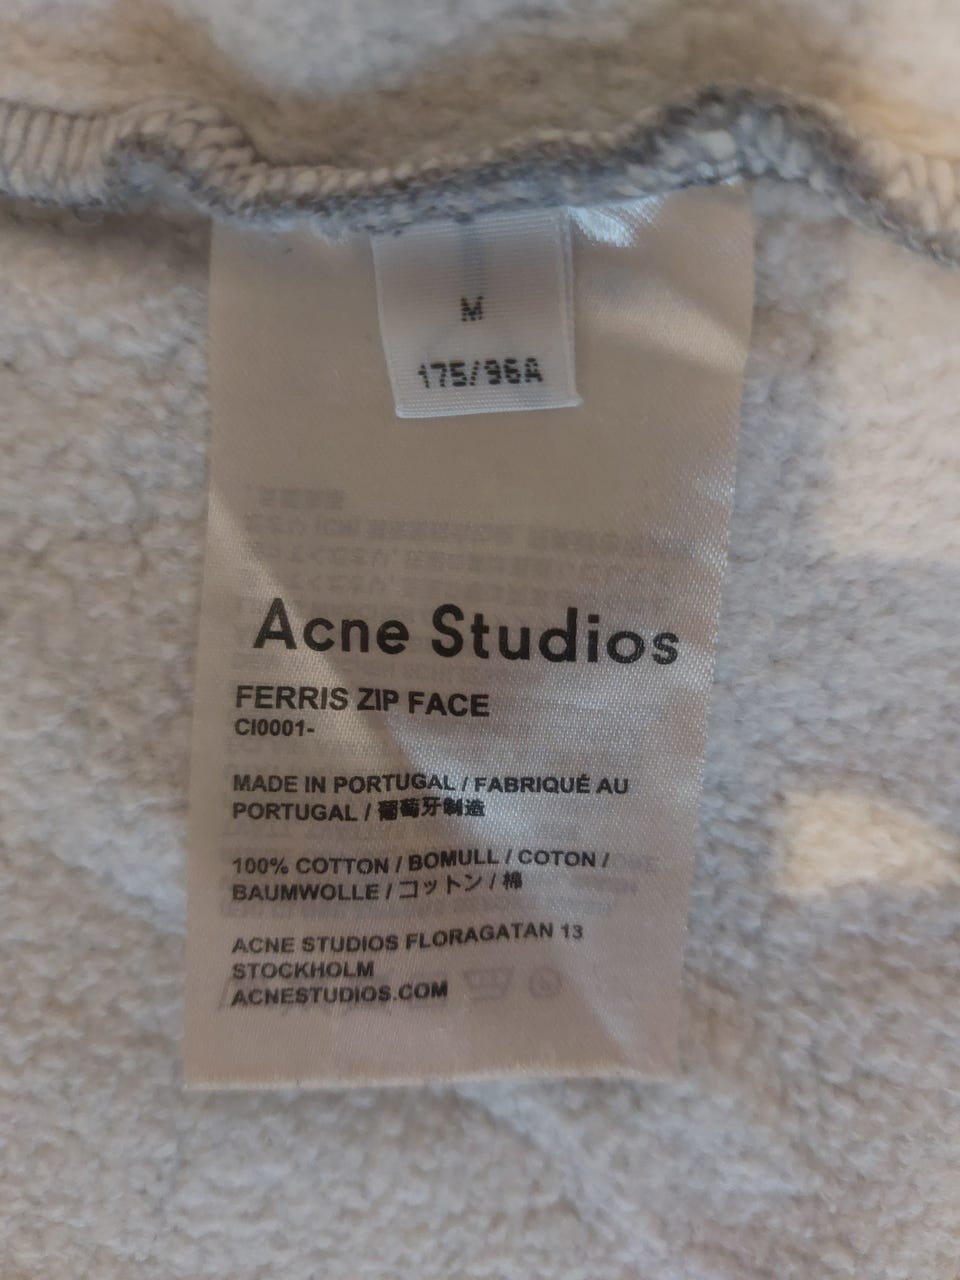 M
175/96A
Acne Studios
FERRIS ZIP FACE
CI0001-
MADE IN PORTUGAL / FABRIQUÉ AU
PORTUGAL / 葡萄牙制造
100% COTTON / BOMULL / COTON /
BAUMWOLLE / コットン / 棉
ACNE STUDIOS FLORAGATAN 13
STOCKHOLM
ACNESTUDIOS.COM